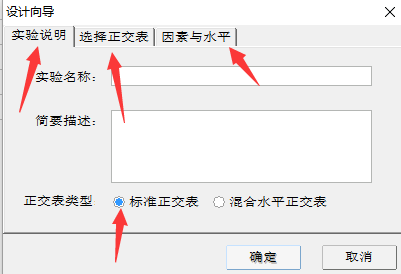 设计向导
实验说明 选择正交表 因素与水平
实验名称:
简要描述:
正交表类型: 标准正交表 混合水平正交表
确定 取消